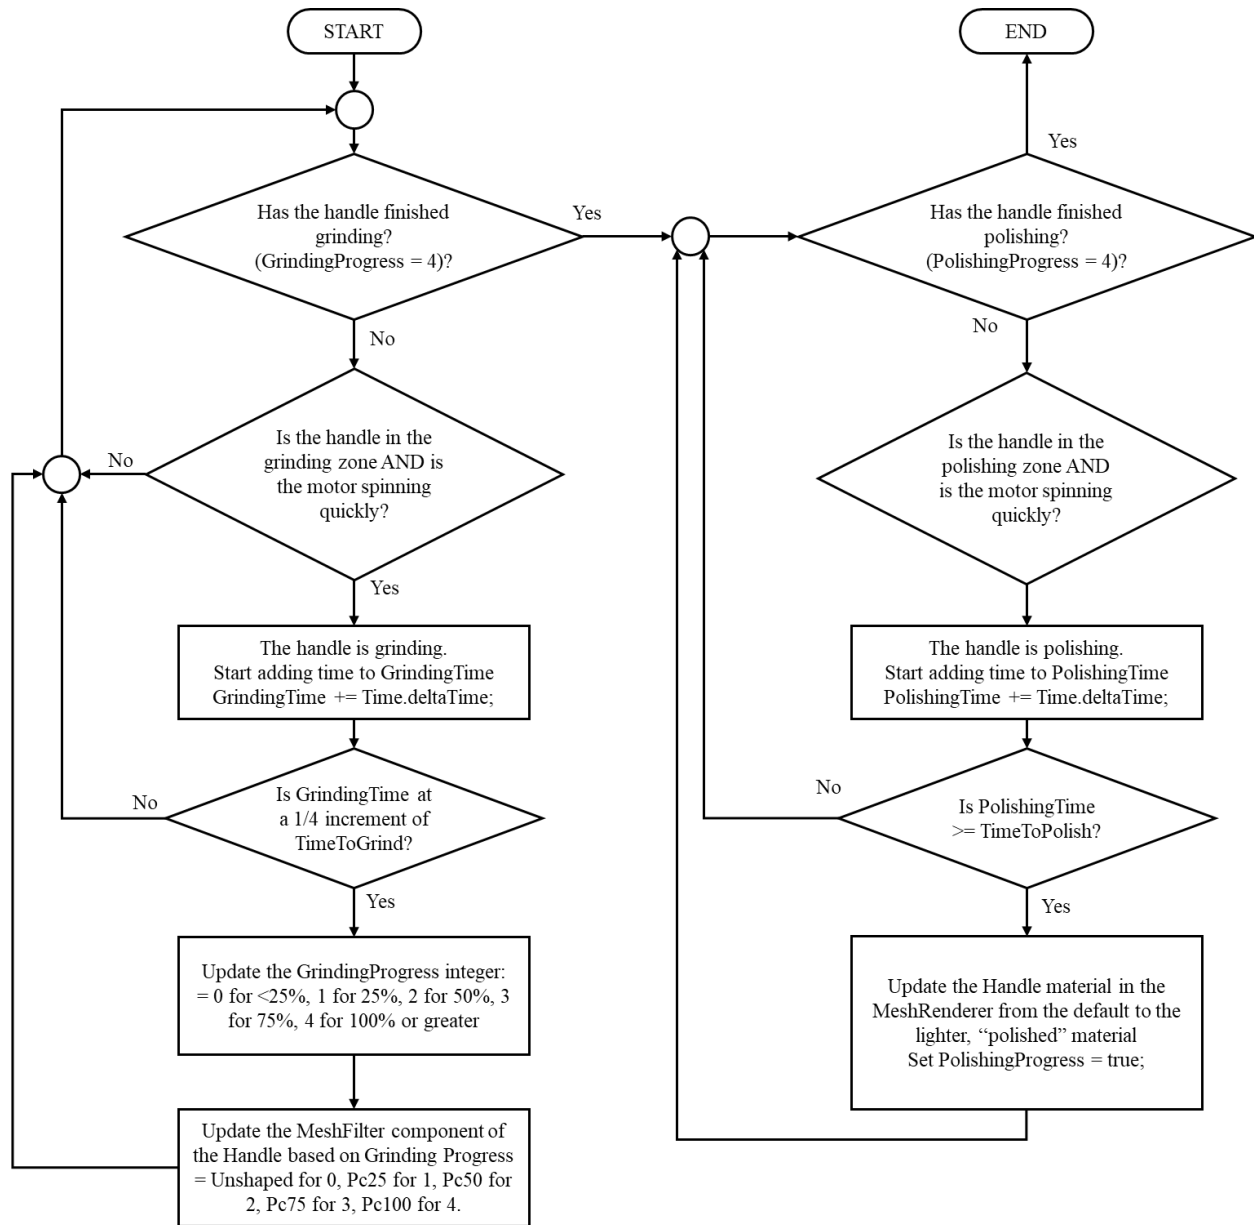 START
Has the handle finished
grinding?
(GrindingProgress = 4)?
Yes
No
Is the handle in the
grinding zone AND is
the motor spinning
quickly?
No
Yes
The handle is grinding.
Start adding time to GrindingTime
GrindingTime += Time.deltaTime;
Is GrindingTime at
a 1/4 increment of
TimeToGrind?
No
Yes
Update the GrindingProgress integer:
= 0 for <25%, 1 for 25%, 2 for 50%, 3
for 75%, 4 for 100% or greater
Update the MeshFilter component of
the Handle based on Grinding Progress
= Unshaped for 0, Pc25 for 1, Pc50 for
2, Pc75 for 3, Pc100 for 4.
END
Yes
Has the handle finished
polishing?
(PolishingProgress = 4)?
No
Is the handle in the
polishing zone AND
is the motor spinning
quickly?
The handle is polishing.
Start adding time to PolishingTime
PolishingTime += Time.deltaTime;
No
Is PolishingTime
>= TimeToPolish?
Yes
Update the Handle material in the
MeshRenderer from the default to the
lighter, “polished” material
Set PolishingProgress = true;